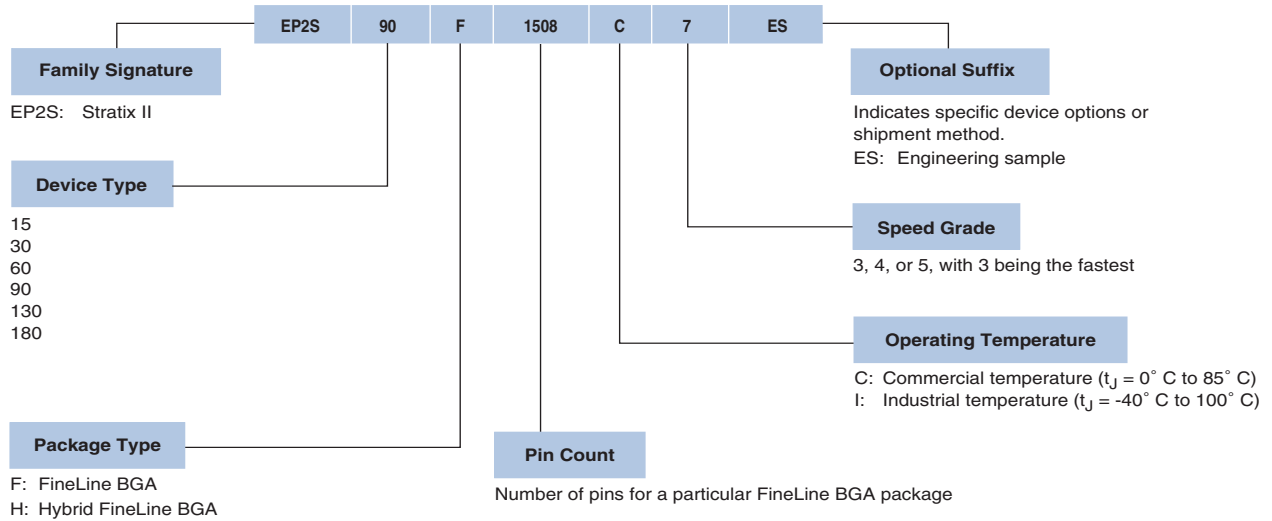 EP2S 90 F 1508 C 7 ES
Family Signature
EP2S: Stratix II
Optional Suffix
Indicates specific device options or
shipment method.
ES: Engineering sample
Device Type
15
30
60
90
130
180
Speed Grade
3, 4, or 5, with 3 being the fastest
Operating Temperature
C: Commercial temperature (tJ = 0˚ C to 85˚ C)
I: Industrial temperature (tJ = -40˚ C to 100˚ C)
Package Type
F: FineLine BGA
H: Hybrid FineLine BGA
Pin Count
Number of pins for a particular FineLine BGA package